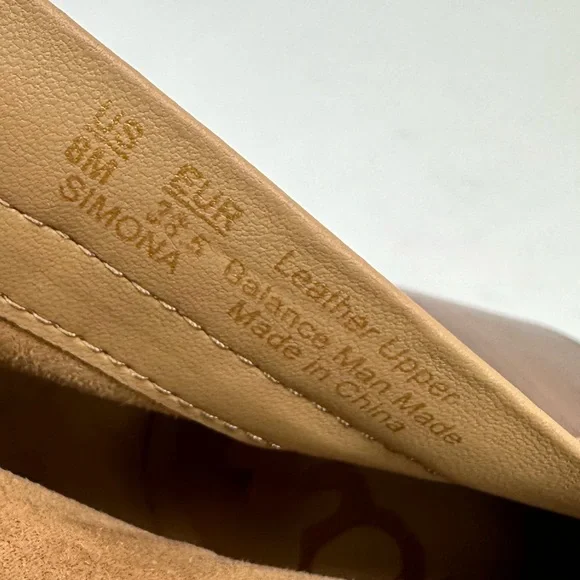 US EUR Leather Upper
8M 38.5 Balance Man Made
SIMONA Made in China